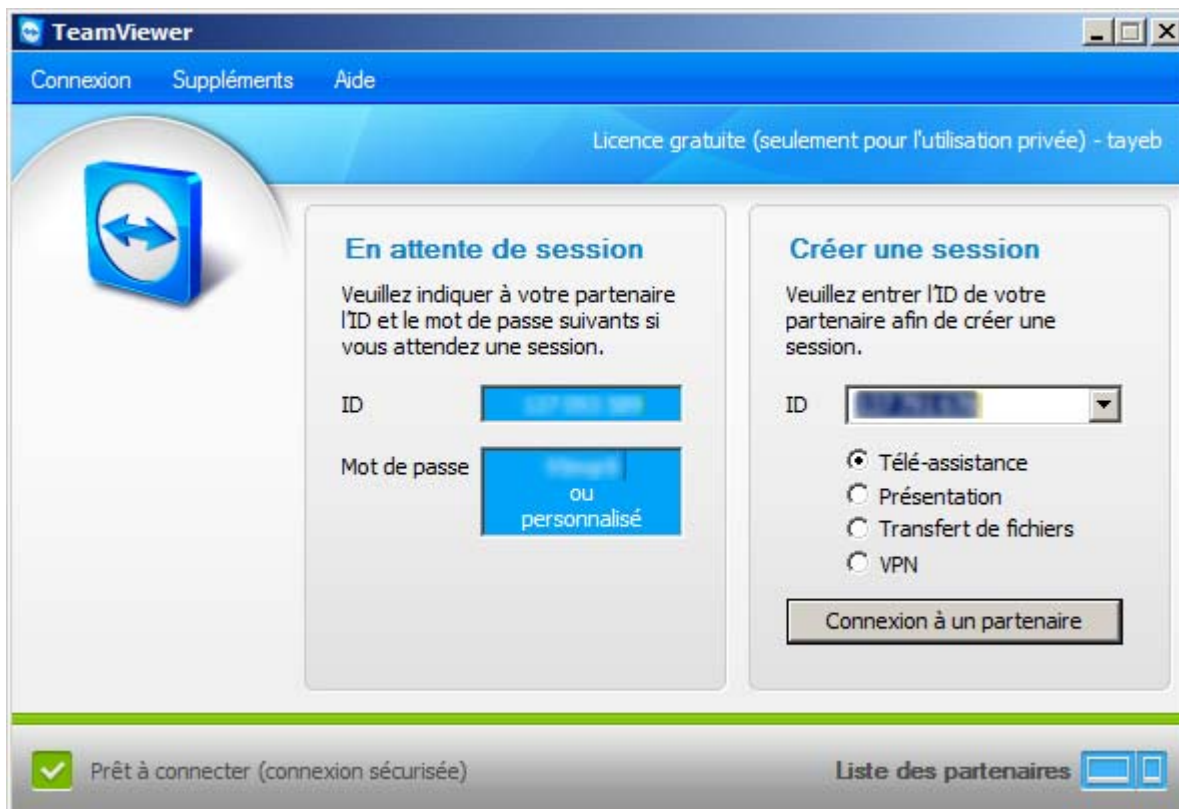 TeamViewer
Connexion Suppléments Aide
Licence gratuite (seulement pour l'utilisation privée) - tayeb
En attente de session
Veuillez indiquer à votre partenaire
l'ID et le mot de passe suivants si
vous attendez une session.
ID
Mot de passe
ou
personnalisé
Créer une session
Veuillez entrer l'ID de votre
partenaire afin de créer une
session.
ID
Télé-assistance
Présentation
Transfert de fichiers
VPN
Connexion à un partenaire
Prêt à connecter (connexion sécurisée)
Liste des partenaires